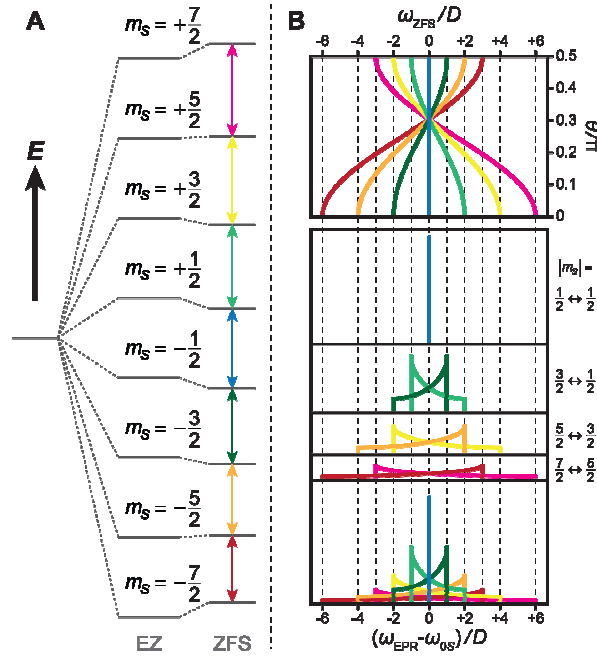 A
E
m_S = +7/2
m_S = +5/2
m_S = +3/2
m_S = +1/2
m_S = −1/2
m_S = −3/2
m_S = −5/2
m_S = −7/2
EZ ZFS
B
ω_ZFS/D
-6 -4 -2 0 +2 +4 +6
0.5
0.4
0.3
0.2
0.1
0
θ/π
|m_S| =
1/2 ↔ 1/2
3/2 ↔ 1/2
5/2 ↔ 3/2
7/2 ↔ 5/2
-6 -4 -2 0 +2 +4 +6
(ω_EPR-ω_0S)/D